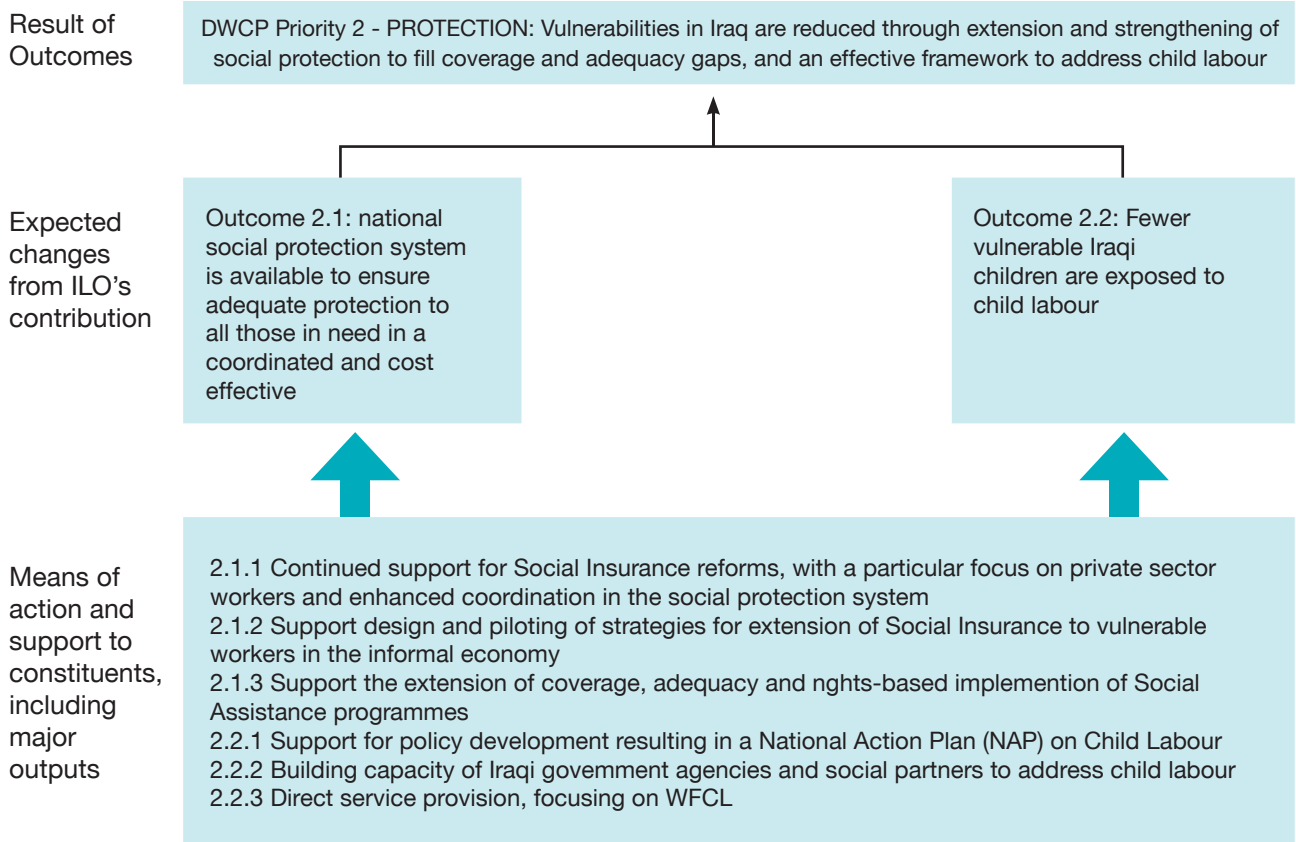 Result of
Outcomes
DWCP Priority 2 - PROTECTION: Vulnerabilities in Iraq are reduced through extension and strengthening of
social protection to fill coverage and adequacy gaps, and an effective framework to address child labour
Expected
changes
from ILO's
contribution
Outcome 2.1: national
social protection system
is available to ensure
adequate protection to
all those in need in a
coordinated and cost
effective
Outcome 2.2: Fewer
vulnerable Iraqi
children are exposed to
child labour
Means of
action and
support to
constituents,
including
major
outputs
2.1.1 Continued support for Social Insurance reforms, with a particular focus on private sector
workers and enhanced coordination in the social protection system
2.1.2 Support design and piloting of strategies for extension of Social Insurance to vulnerable
workers in the informal economy
2.1.3 Support the extension of coverage, adequacy and nghts-based implemention of Social
Assistance programmes
2.2.1 Support for policy development resulting in a National Action Plan (NAP) on Child Labour
2.2.2 Building capacity of Iraqi govemment agencies and social partners to address child labour
2.2.3 Direct service provision, focusing on WFCL